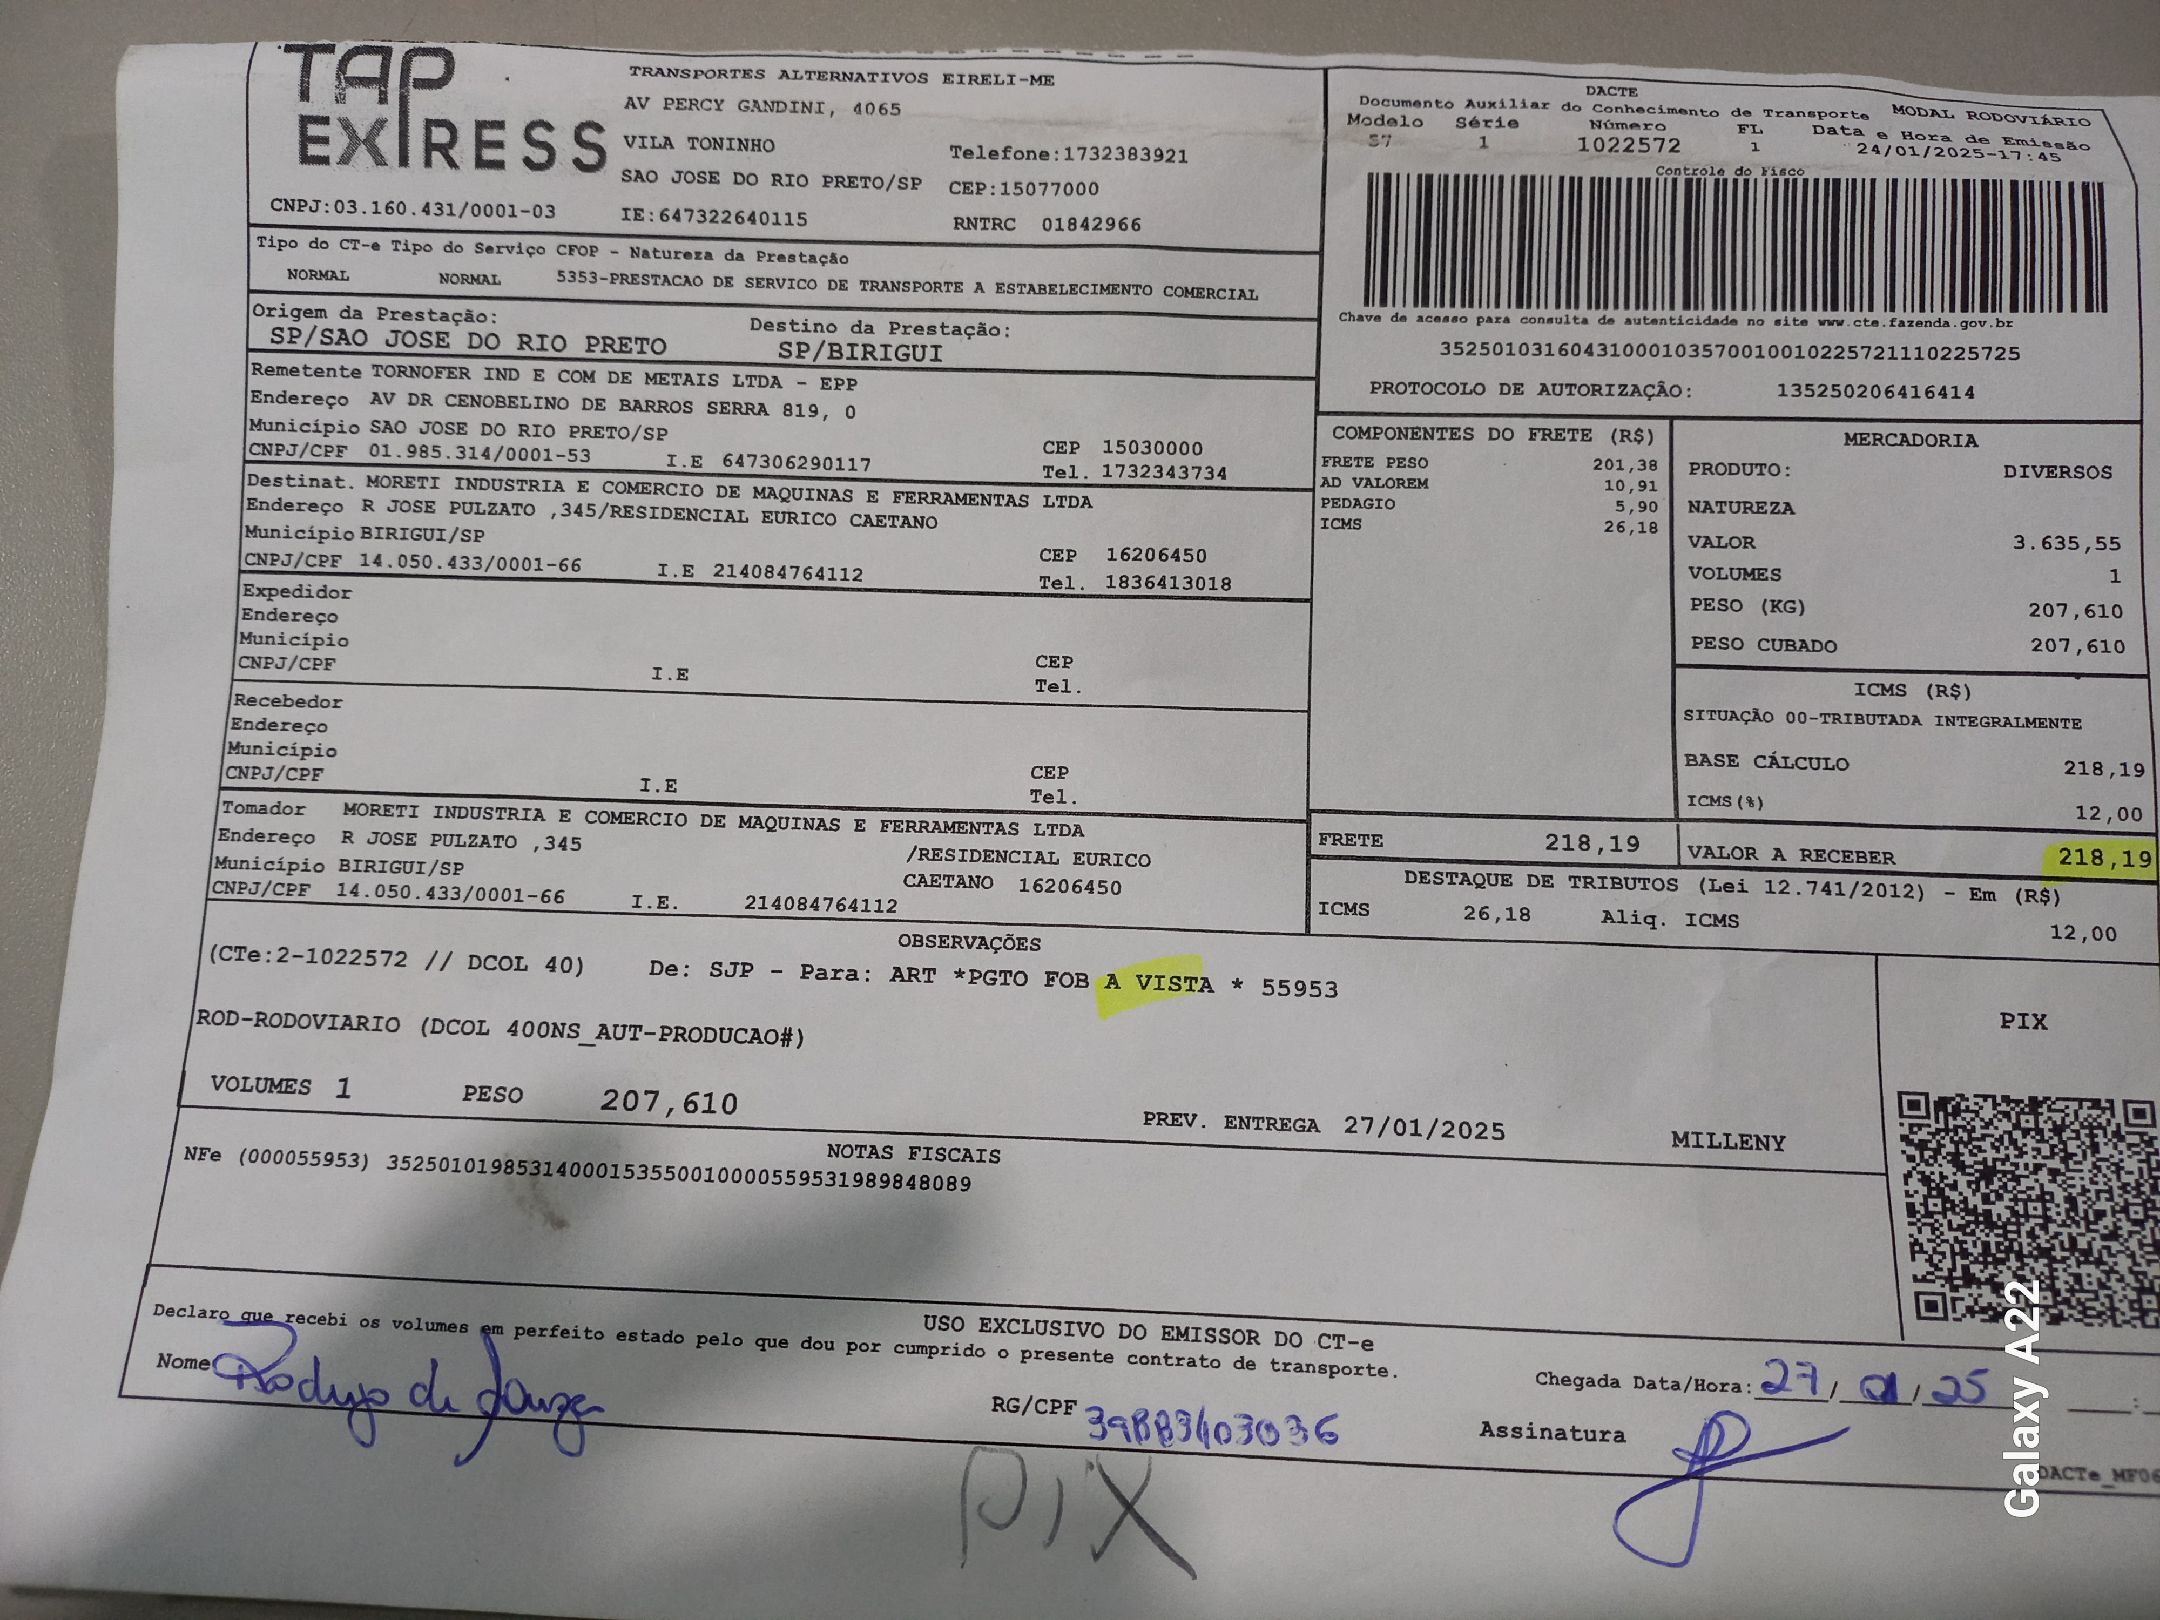 TAP
EXPRESS
TRANSPORTES ALTERNATIVOS EIRELI-ME
AV PERCY GANDINI, 4065
VILA TONINHO
Telefone:1732383921
SAO JOSE DO RIO PRETO/SP CEP:15077000
CNPJ:03.160.431/0001-03 IE:647322640115 RNTRC 01842966
DACTE
Documento Auxiliar do Conhecimento de Transporte MODAL RODOVIÁRIO
Modelo Série Número FL Data e Hora de Emissão
57 1 1022572 1 24/01/2025-17:45
Controle do Fisco
Chave de acesso para consulta de autenticidade no site www.cte.fazenda.gov.br
35250103160431000103570010010225721110225725
PROTOCOLO DE AUTORIZAÇÃO: 135250206416414
Tipo do CT-e Tipo do Serviço CFOP - Natureza da Prestação
NORMAL NORMAL 5353-PRESTACAO DE SERVICO DE TRANSPORTE A ESTABELECIMENTO COMERCIAL
Origem da Prestação: Destino da Prestação:
SP/SAO JOSE DO RIO PRETO SP/BIRIGUI
Remetente TORNOFER IND E COM DE METAIS LTDA - EPP
Endereço AV DR CENOBELINO DE BARROS SERRA 819, 0
Município SAO JOSE DO RIO PRETO/SP CEP 15030000
CNPJ/CPF 01.985.314/0001-53 I.E 647306290117 Tel. 1732343734
Destinat. MORETI INDUSTRIA E COMERCIO DE MAQUINAS E FERRAMENTAS LTDA
Endereço R JOSE PULZATO ,345/RESIDENCIAL EURICO CAETANO
Município BIRIGUI/SP CEP 16206450
CNPJ/CPF 14.050.433/0001-66 I.E 214084764112 Tel. 1836413018
Expedidor
Endereço
Município
CNPJ/CPF I.E CEP
Tel.
Recebedor
Endereço
Município
CNPJ/CPF I.E CEP
Tel.
Tomador MORETI INDUSTRIA E COMERCIO DE MAQUINAS E FERRAMENTAS LTDA
Endereço R JOSE PULZATO ,345 /RESIDENCIAL EURICO
Município BIRIGUI/SP CAETANO 16206450
CNPJ/CPF 14.050.433/0001-66 I.E. 214084764112
COMPONENTES DO FRETE (R$)
FRETE PESO 201,38
AD VALOREM 10,91
PEDAGIO 5,90
ICMS 26,18
MERCADORIA
PRODUTO: DIVERSOS
NATUREZA
VALOR 3.635,55
VOLUMES 1
PESO (KG) 207,610
PESO CUBADO 207,610
ICMS (R$)
SITUAÇÃO 00-TRIBUTADA INTEGRALMENTE
BASE CÁLCULO 218,19
ICMS(%) 12,00
FRETE 218,19 VALOR A RECEBER 218,19
DESTAQUE DE TRIBUTOS (Lei 12.741/2012) - Em (R$)
ICMS 26,18 Aliq. ICMS 12,00
OBSERVAÇÕES
(CTe:2-1022572 // DCOL 40) De: SJP - Para: ART *PGTO FOB A VISTA * 55953
ROD-RODOVIARIO (DCOL 400NS_AUT-PRODUCAO#)
PIX
VOLUMES 1 PESO 207,610 PREV. ENTREGA 27/01/2025 MILLENY
NOTAS FISCAIS
NFe (000055953) 35250101985314000153550010000559531989848089
USO EXCLUSIVO DO EMISSOR DO CT-e
Declaro que recebi os volumes em perfeito estado pelo que dou por cumprido o presente contrato de transporte.
Nome Rodrigo de Souza RG/CPF Chegada Data/Hora: 27/01/25 :
Assinatura
DACTe_MF06
PIX
Galaxy A22